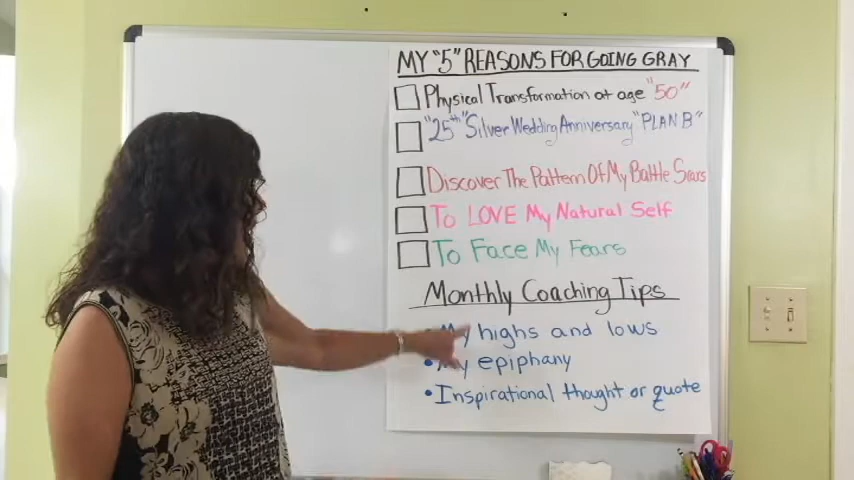 MY "5" REASONS FOR GOING GRAY
Physical Transformation at age "50"
"25th" Silver Wedding Anniversary "PLAN B"
Discover The Pattern Of My Battle Scars
To LOVE My Natural Self
To Face My Fears
Monthly Coaching Tips
• My highs and lows
• My epiphany
• Inspirational thought or quote